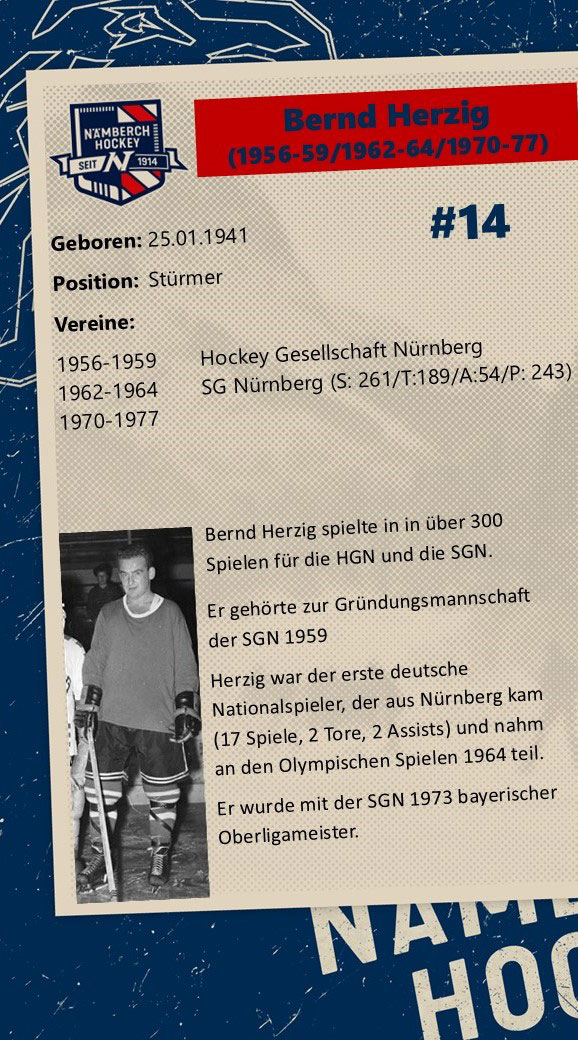 NÄMBERCH
HOCKEY
SEIT N 1914
Bernd Herzig
(1956-59/1962-64/1970-77)
#14
Geboren: 25.01.1941
Position: Stürmer
Vereine:
1956-1959 Hockey Gesellschaft Nürnberg
1962-1964 SG Nürnberg (S: 261/T:189/A:54/P: 243)
1970-1977
Bernd Herzig spielte in in über 300
Spielen für die HGN und die SGN.
Er gehörte zur Gründungsmannschaft
der SGN 1959
Herzig war der erste deutsche
Nationalspieler, der aus Nürnberg kam
(17 Spiele, 2 Tore, 2 Assists) und nahm
an den Olympischen Spielen 1964 teil.
Er wurde mit der SGN 1973 bayerischer
Oberligameister.
NÄMB
HOC